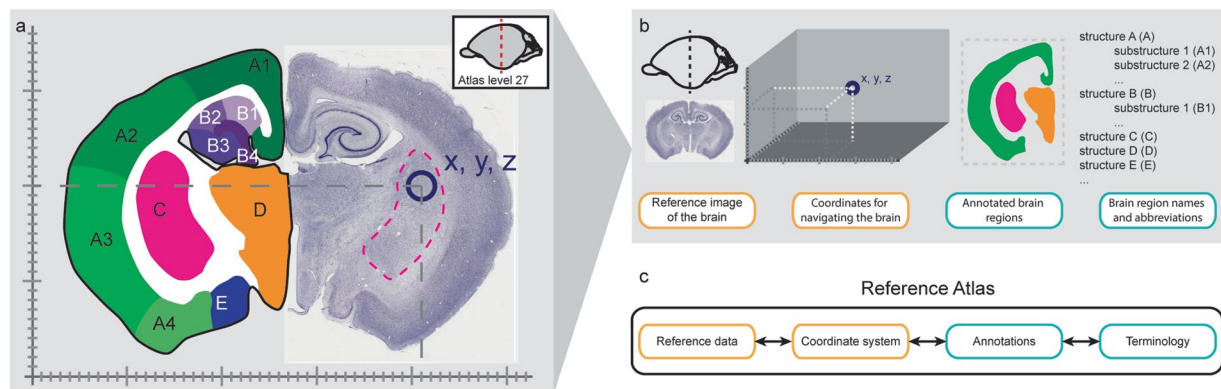 a
Atlas level 27
A1
B1
B2
A2
B3
B4
x, y, z
C
D
A3
E
A4
b
x, y, z
structure A (A)
substructure 1 (A1)
substructure 2 (A2)
...
structure B (B)
substructure 1 (B1)
...
structure C (C)
structure D (D)
structure E (E)
...
Reference image
of the brain
Coordinates for
navigating the brain
Annotated brain
regions
Brain region names
and abbreviations
c
Reference Atlas
Reference data
Coordinate system
Annotations
Terminology